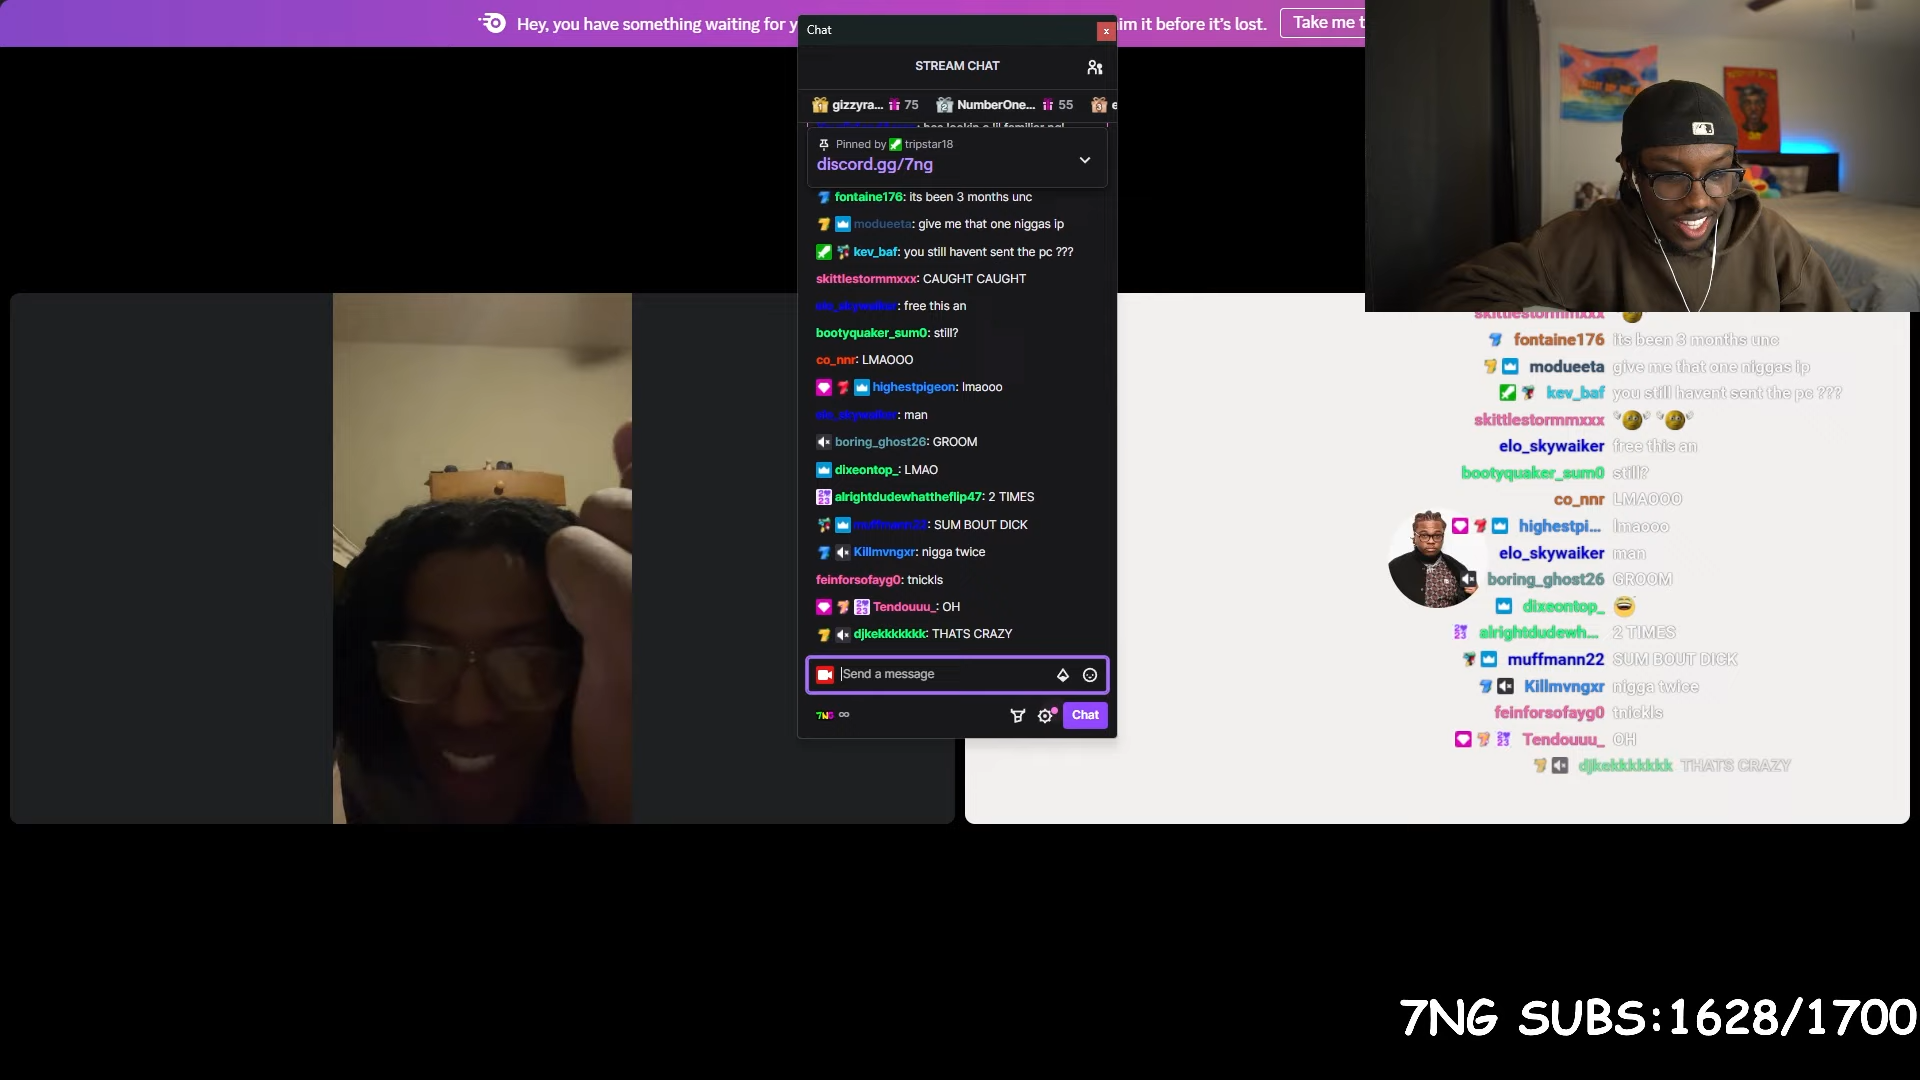 Hey, you have something waiting for y
im it before it's lost.
Take me t
Chat
x
STREAM CHAT
gizzyra... 75 NumberOne... 55 e
Pinned by tripstar18
discord.gg/7ng
fontaine176: its been 3 months unc
modueeta: give me that one niggas ip
kev_baf: you still havent sent the pc ???
skittlestormmxxx: CAUGHT CAUGHT
elo_skywaiker: free this an
bootyquaker_sum0: still?
co_nnr: LMAOOO
highestpigeon: lmaooo
elo_skywaiker: man
boring_ghost26: GROOM
dixeontop_: LMAO
alrightdudewhattheflip47: 2 TIMES
muffmann22: SUM BOUT DICK
Killmvngxr: nigga twice
feinforsofayg0: tnickls
Tendouuu_: OH
djkekkkkkkk: THATS CRAZY
Send a message
7NG ∞
Chat
skittlestormmxxx
fontaine176 its been 3 months unc
modueeta give me that one niggas ip
kev_baf you still havent sent the pc ???
skittlestormmxxx
elo_skywaiker free this an
bootyquaker_sum0 still?
co_nnr LMAOOO
highestpi... lmaooo
elo_skywaiker man
boring_ghost26 GROOM
dixeontop_
alrightdudewh... 2 TIMES
muffmann22 SUM BOUT DICK
Killmvngxr nigga twice
feinforsofayg0 tnickls
Tendouuu_ OH
djkekkkkkkk THATS CRAZY
7NG SUBS:1628/1700